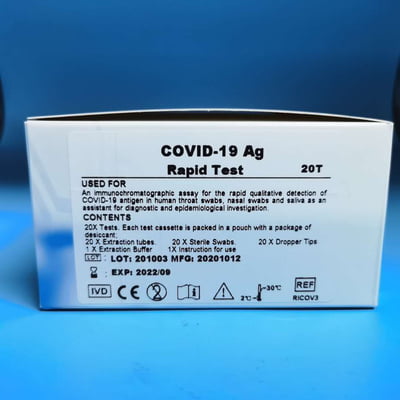 COVID-19 Ag
Rapid Test 20T
USED FOR
An immunochromatographic assay for the rapid qualitative detection of
COVID-19 antigen in human throat swabs, nasal swabs and saliva as an
assistant for diagnostic and epidemiological investigation.
CONTENTS
20X Tests. Each test cassette is packed in a pouch with a package of
desiccant;
20 X Extraction tubes. 20 X Sterile Swabs. 20 X Dropper Tips
1 X Extraction Buffer 1X Instruction for use
LOT: LOT: 201003 MFG: 20201012
: EXP: 2022/09
IVD CE 2 2℃ 30℃ REF
RICOV3